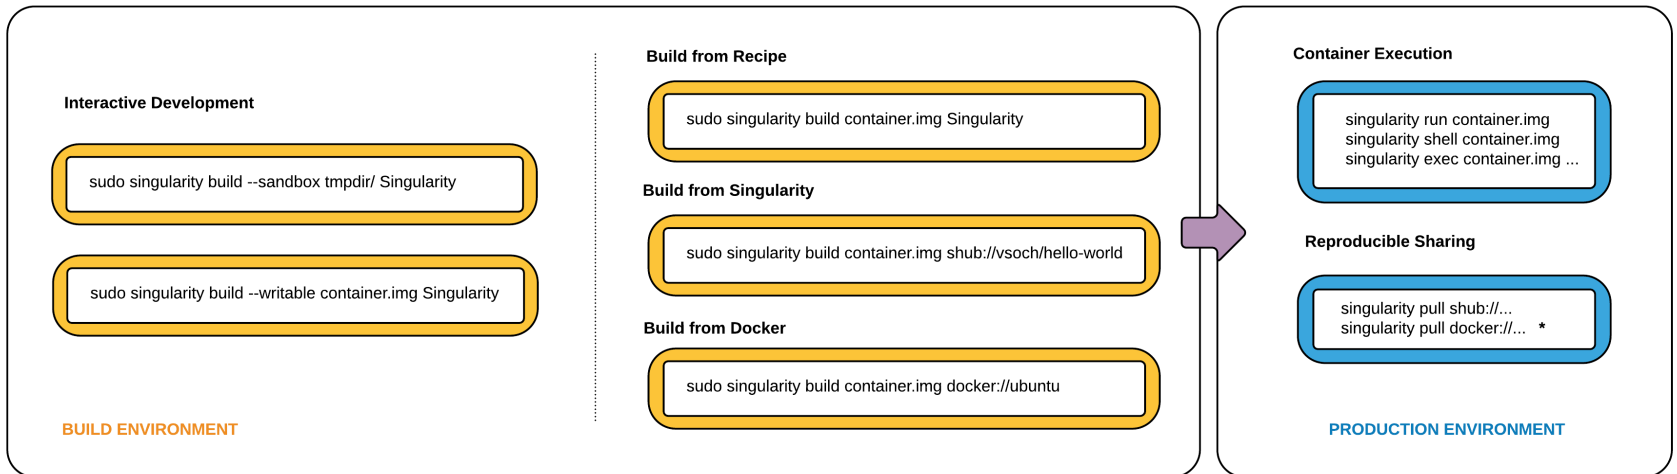 Interactive Development
sudo singularity build --sandbox tmpdir/ Singularity
sudo singularity build --writable container.img Singularity
BUILD ENVIRONMENT
Build from Recipe
sudo singularity build container.img Singularity
Build from Singularity
sudo singularity build container.img shub://vsoch/hello-world
Build from Docker
sudo singularity build container.img docker://ubuntu
Container Execution
singularity run container.img
singularity shell container.img
singularity exec container.img ...
Reproducible Sharing
singularity pull shub://...
singularity pull docker://... *
PRODUCTION ENVIRONMENT